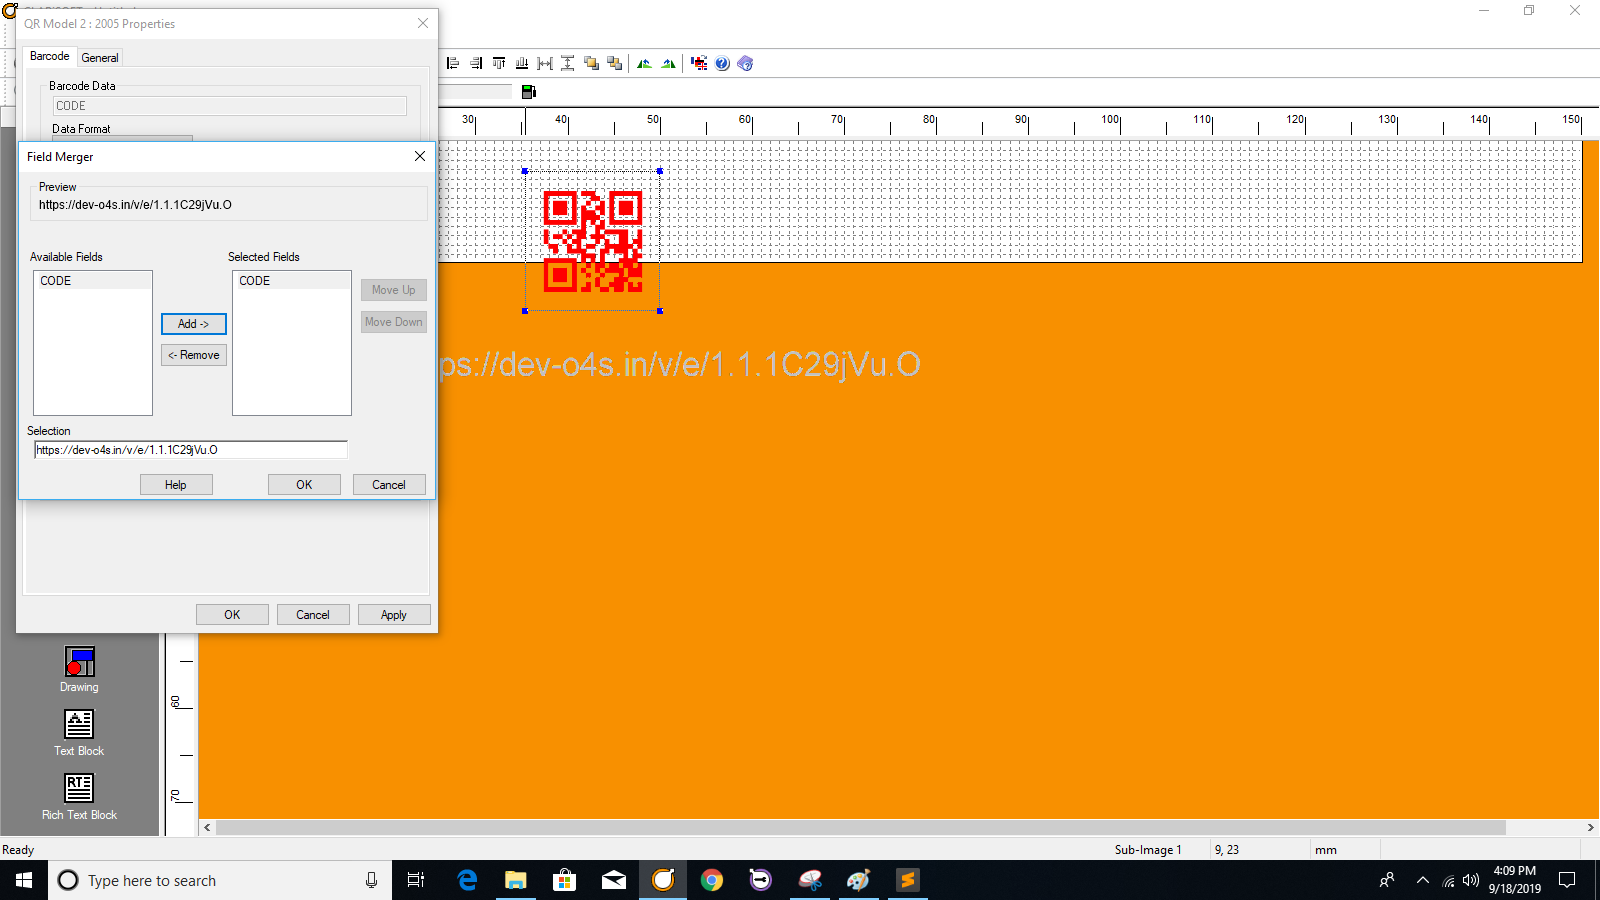 QR Model 2 : 2005 Properties
Barcode
General
Barcode Data
CODE
Data Format
30
40
50
60
70
80
90
100
110
120
130
140
150
Field Merger
Preview
https://dev-o4s.in/v/e/1.1.1C29jVu.O
Available Fields
Selected Fields
CODE
CODE
Move Up
Add ->
Move Down
<- Remove
ps://dev-o4s.in/v/e/1.1.1C29jVu.O
Selection
https://dev-o4s.in/v/e/1.1.1C29jVu.O
Help
OK
Cancel
OK
Cancel
Apply
Drawing
60
A
Text Block
RTE
Rich Text Block
70
Ready
Sub-Image 1
9, 23
mm
Type here to search
4:09 PM
9/18/2019